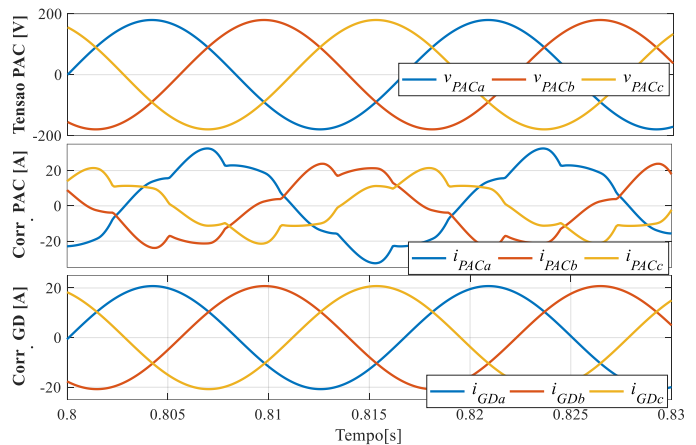 Tensao PAC [V]
200
0
-200
v_PACa v_PACb v_PACc
Corr. PAC [A]
20
0
-20
i_PACa i_PACb i_PACc
Corr. GD [A]
20
0
-20
i_GDa i_GDb i_GDc
0.8 0.805 0.81 0.815 0.82 0.825 0.83
Tempo[s]